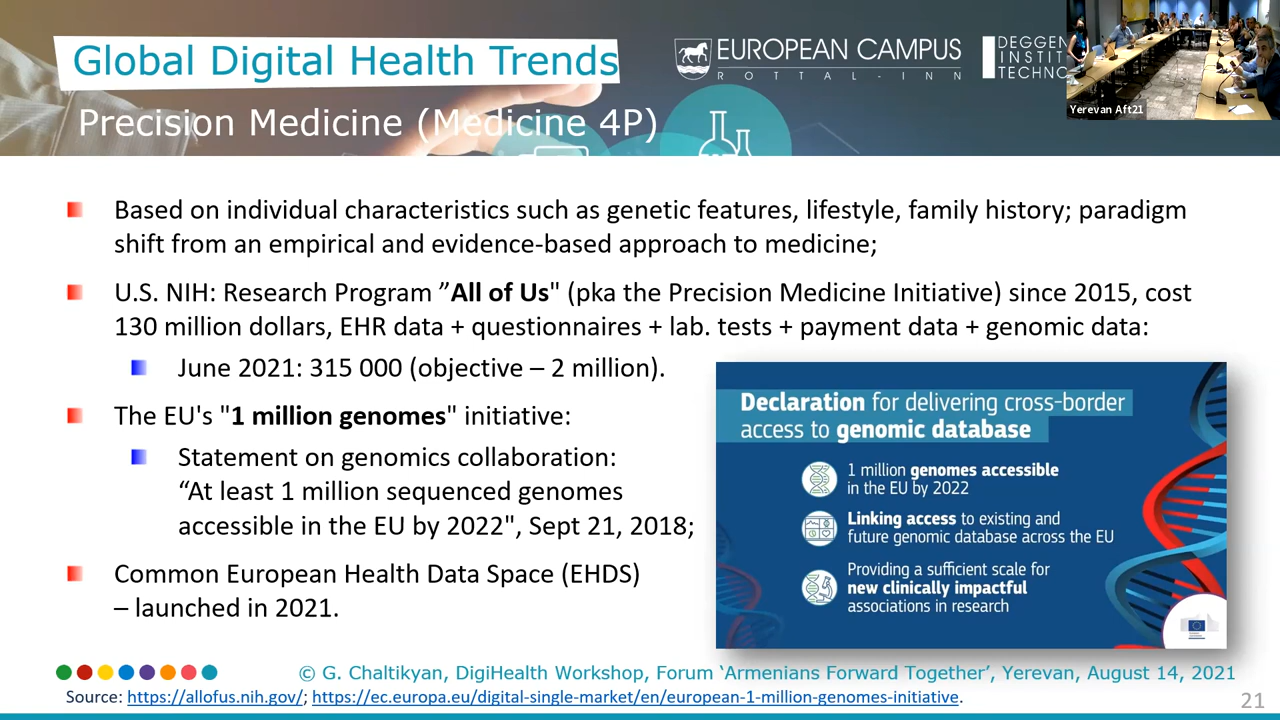 Global Digital Health Trends
Precision Medicine (Medicine 4P)
EUROPEAN CAMPUS
ROTTAL-INN
DEGGEN
INSTIT
TECHNO
Yerevan Aft21
Based on individual characteristics such as genetic features, lifestyle, family history; paradigm
shift from an empirical and evidence-based approach to medicine;
U.S. NIH: Research Program ”All of Us" (pka the Precision Medicine Initiative) since 2015, cost
130 million dollars, EHR data + questionnaires + lab. tests + payment data + genomic data:
June 2021: 315 000 (objective – 2 million).
The EU's "1 million genomes" initiative:
Statement on genomics collaboration:
“At least 1 million sequenced genomes
accessible in the EU by 2022", Sept 21, 2018;
Common European Health Data Space (EHDS)
– launched in 2021.
Declaration for delivering cross-border
access to genomic database
1 million genomes accessible
in the EU by 2022
Linking access to existing and
future genomic database across the EU
Providing a sufficient scale for
new clinically impactful
associations in research
© G. Chaltikyan, DigiHealth Workshop, Forum ‘Armenians Forward Together’, Yerevan, August 14, 2021
Source: https://allofus.nih.gov/; https://ec.europa.eu/digital-single-market/en/european-1-million-genomes-initiative.
21